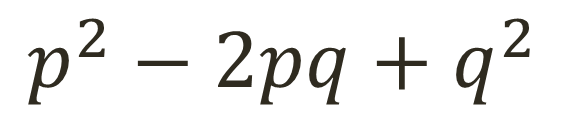 p² − 2pq + q²